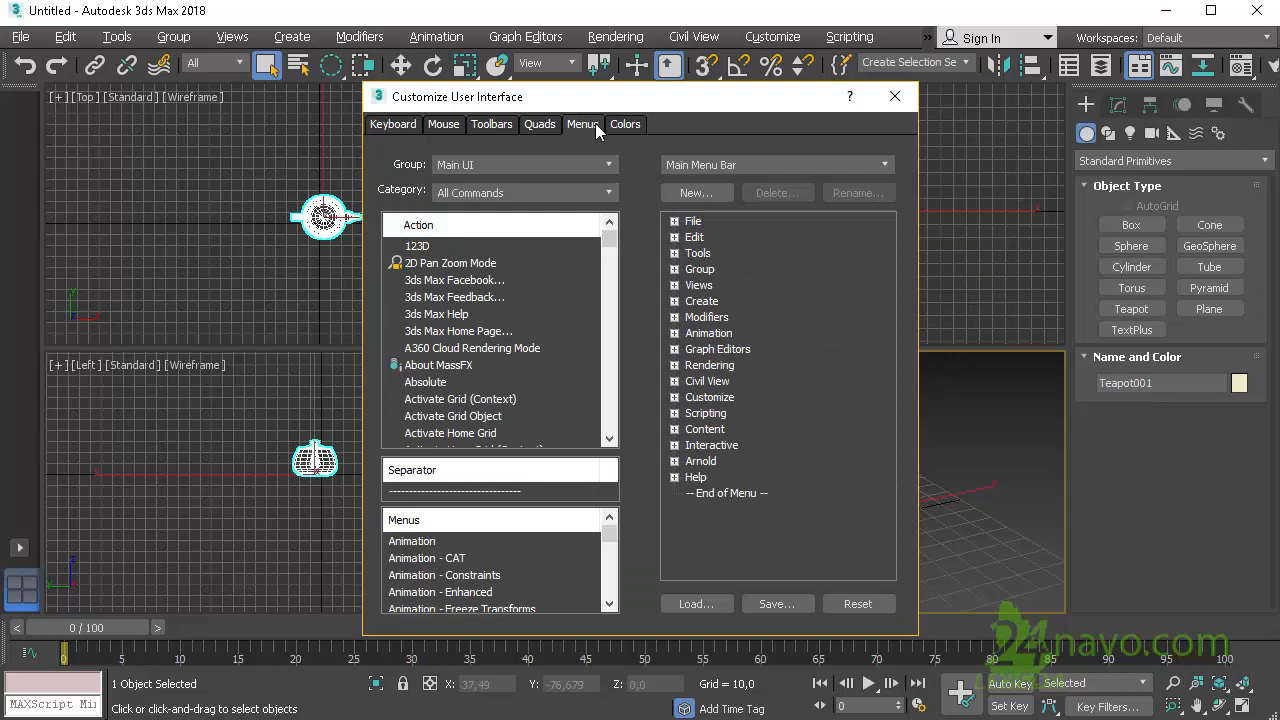 Untitled - Autodesk 3ds Max 2018
File Edit Tools Group Views Create Modifiers Animation Graph Editors Rendering Civil View Customize Scripting » Sign In Workspaces: Default
All View Create Selection Se
[+] [Top] [Standard] [Wireframe]
Customize User Interface
?
Keyboard Mouse Toolbars Quads Menus Colors
Group: Main UI
Category: All Commands
Action
123D
2D Pan Zoom Mode
3ds Max Facebook...
3ds Max Feedback...
3ds Max Help
3ds Max Home Page...
A360 Cloud Rendering Mode
About MassFX
Absolute
Activate Grid (Context)
Activate Grid Object
Activate Home Grid
Separator
--------------------------------
Menus
Animation
Animation - CAT
Animation - Constraints
Animation - Enhanced
Animation - Freeze Transforms
Main Menu Bar
New... Delete... Rename...
File
Edit
Tools
Group
Views
Create
Modifiers
Animation
Graph Editors
Rendering
Civil View
Customize
Scripting
Content
Interactive
Arnold
Help
-- End of Menu --
Load... Save... Reset
Standard Primitives
Object Type
AutoGrid
Box Cone
Sphere GeoSphere
Cylinder Tube
Torus Pyramid
Teapot Plane
TextPlus
Name and Color
Teapot001
[+] [Left] [Standard] [Wireframe]
y x z
y x z
x
< 0 / 100 >
0 5 10 15 20 25 30 35 40 45 50 55 60 65 70 75 80 85 90 95 100
24navo.com
1 Object Selected X: 37,49 Y: -76,679 Z: 0,0 Grid = 10,0 Auto Key Selected
MAXScript Mi Click or click-and-drag to select objects Add Time Tag 0 Set Key Key Filters...